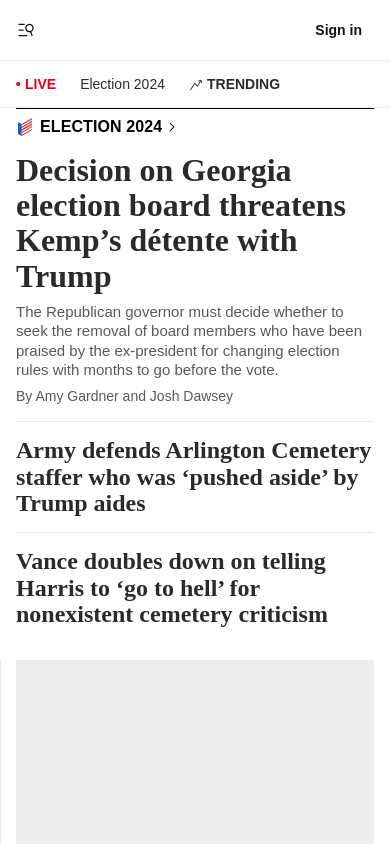 Sign in
LIVE Election 2024 TRENDING
ELECTION 2024
Decision on Georgia
election board threatens
Kemp’s détente with
Trump
The Republican governor must decide whether to
seek the removal of board members who have been
praised by the ex-president for changing election
rules with months to go before the vote.
By Amy Gardner and Josh Dawsey
Army defends Arlington Cemetery
staffer who was ‘pushed aside’ by
Trump aides
Vance doubles down on telling
Harris to ‘go to hell’ for
nonexistent cemetery criticism